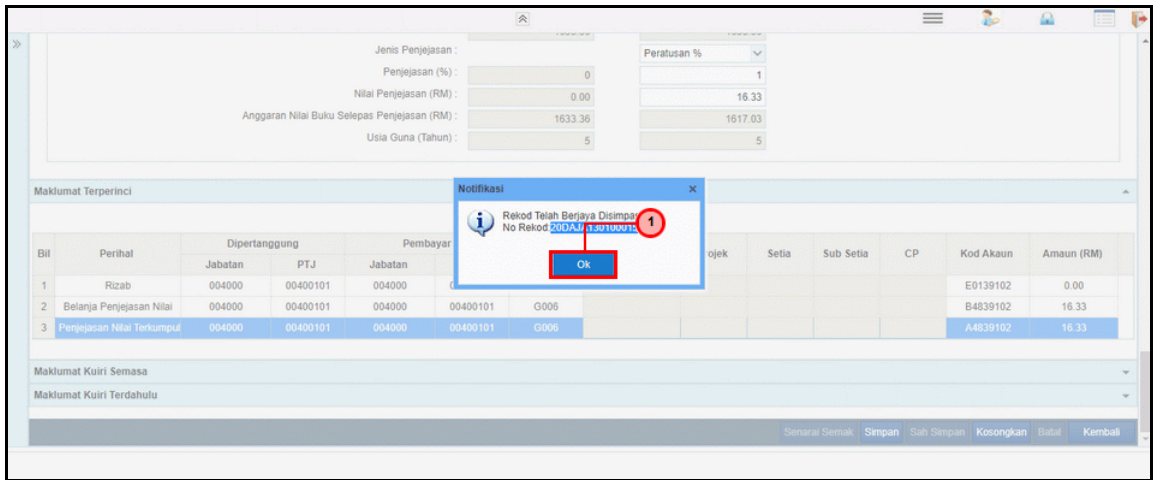 Jenis Penjejasan :
Peratusan %
Penjejasan (%) :
0
1
Nilai Penjejasan (RM) :
0.00
16.33
Anggaran Nilai Buku Selepas Penjejasan (RM) :
1633.36
1617.03
Usia Guna (Tahun) :
5
5
Maklumat Terperinci
Notifikasi
Rekod Telah Berjaya
No Rekod
1
Ok
Bil Perihal Dipertanggung Setia Sub Setia CP Kod Akaun Amaun (RM)
Jabatan PTJ Jabatan
1 Rizab 004000 00400101 004000 E0139102 0.00
2 Belanja Penjejasan Nilai 004000 00400101 004000 00400101 G006 B4839102 16.33
3 Penjejasan Nilai Terkumpul 004000 00400101 004000 00400101 G006 A4839102 16.33
Maklumat Kuiri Semasa
Maklumat Kuiri Terdahulu
Senarai Semak Simpan Sah Simpan Kosongkan Batal Kembali